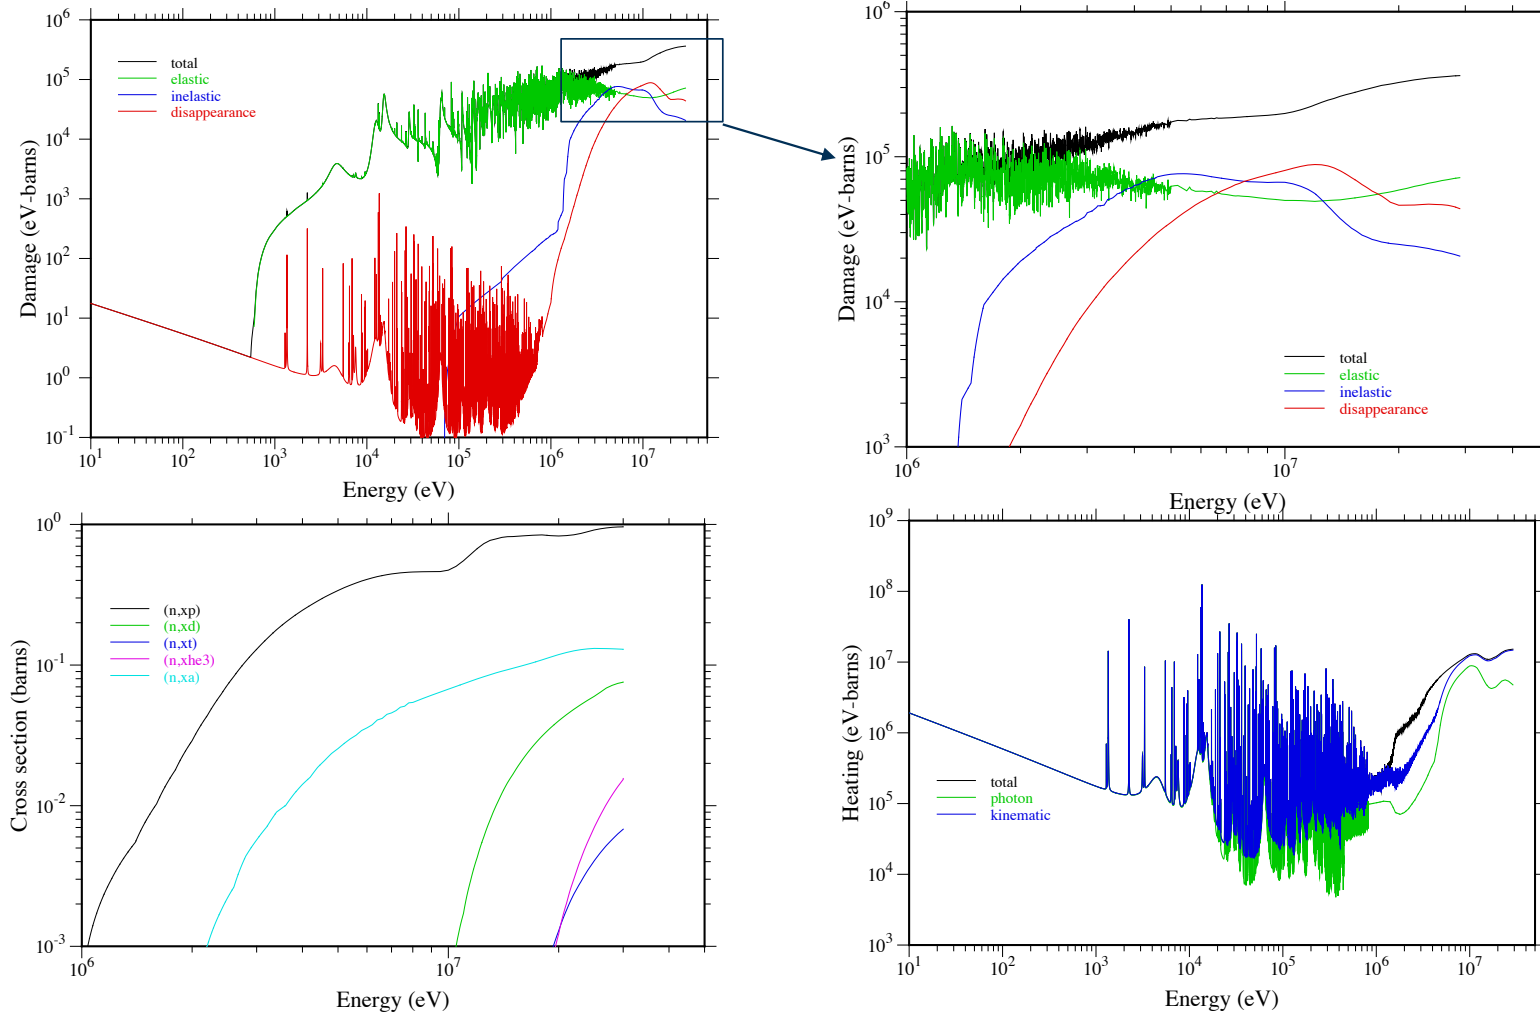 10^6
10^5
10^4
10^3
10^2
10^1
10^0
10^-1
Damage (eV-barns)
total
elastic
inelastic
disappearance
10^1 10^2 10^3 10^4 10^5 10^6 10^7
Energy (eV)
10^6
10^5
10^4
10^3
Damage (eV-barns)
total
elastic
inelastic
disappearance
10^6 10^7
Energy (eV)
10^0
10^-1
10^-2
10^-3
Cross section (barns)
(n,xp)
(n,xd)
(n,xt)
(n,xhe3)
(n,xa)
10^6 10^7
Energy (eV)
10^9
10^8
10^7
10^6
10^5
10^4
10^3
Heating (eV-barns)
total
photon
kinematic
10^1 10^2 10^3 10^4 10^5 10^6 10^7
Energy (eV)